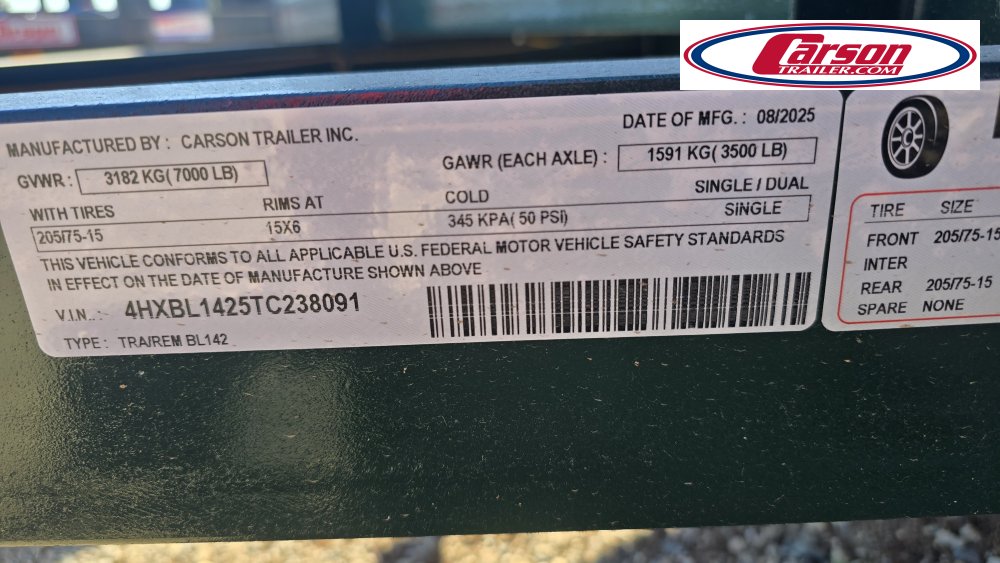 Carson
TRAILER.COM
MANUFACTURED BY : CARSON TRAILER INC.
DATE OF MFG. : 08/2025
GVWR : 3182 KG( 7000 LB)
GAWR (EACH AXLE) : 1591 KG( 3500 LB)
WITH TIRES RIMS AT COLD SINGLE / DUAL
205/75-15 15X6 345 KPA( 50 PSI) SINGLE
THIS VEHICLE CONFORMS TO ALL APPLICABLE U.S. FEDERAL MOTOR VEHICLE SAFETY STANDARDS
IN EFFECT ON THE DATE OF MANUFACTURE SHOWN ABOVE
V.I.N..: 4HXBL1425TC238091
TYPE : TRA/REM BL142
TIRE SIZE
FRONT 205/75-15
INTER
REAR 205/75-15
SPARE NONE